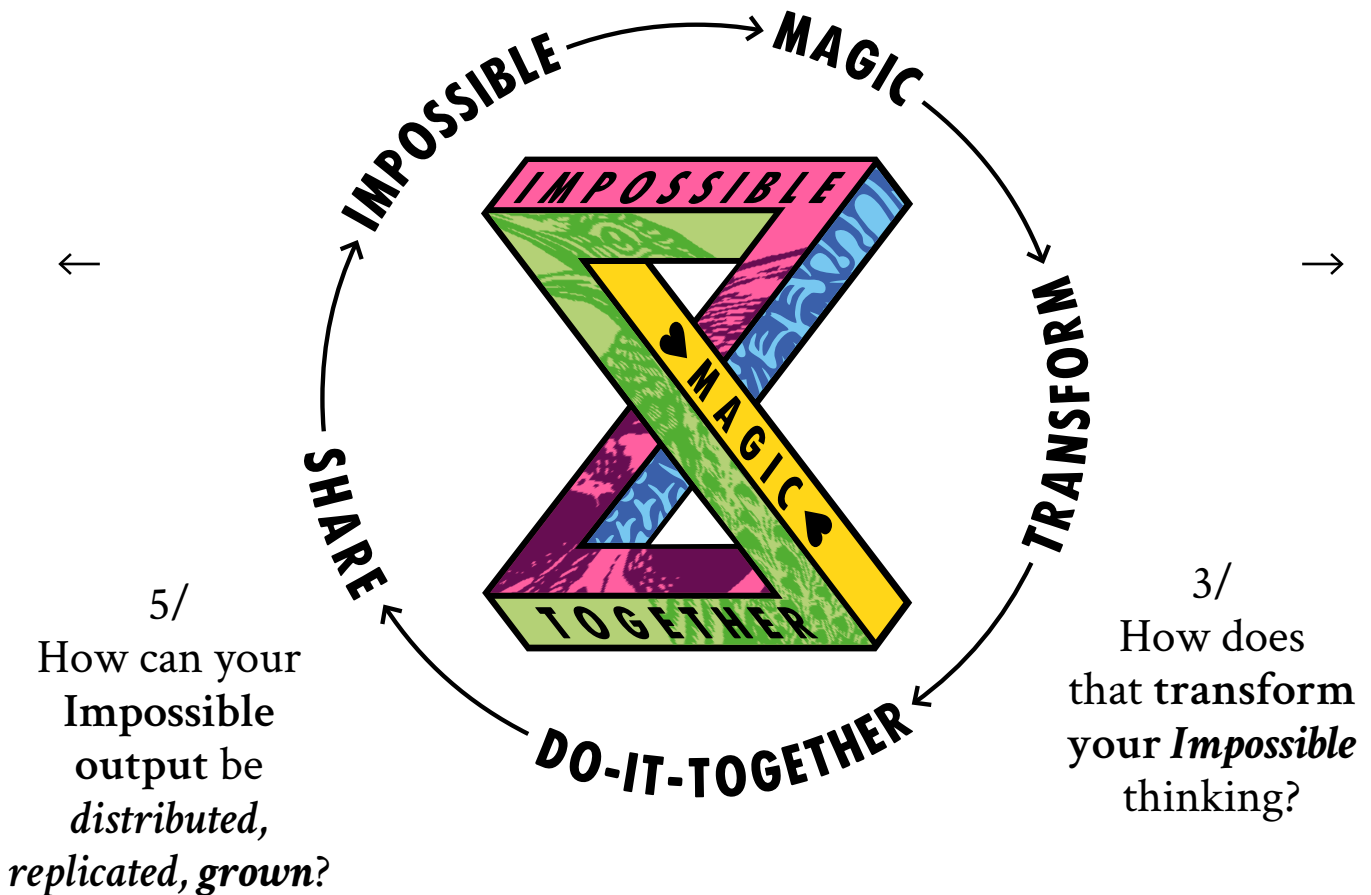 IMPOSSIBLE
MAGIC
TRANSFORM
DO-IT-TOGETHER
SHARE
IMPOSSIBLE
♥ MAGIC ♥
TOGETHER
←
→
5/
How can your
Impossible
output be
distributed,
replicated, grown?
3/
How does
that transform
your Impossible
thinking?